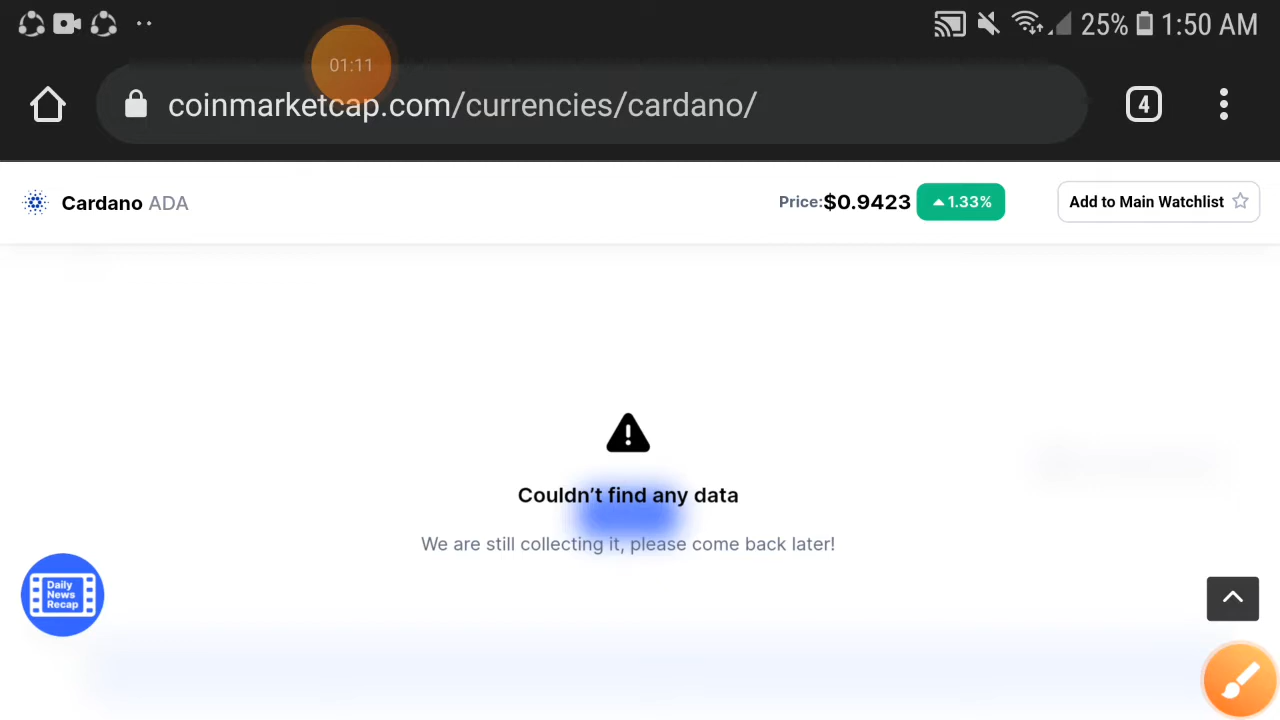 25% 1:50 AM
01:11
coinmarketcap.com/currencies/cardano/
4
Cardano ADA
Price:$0.9423 1.33%
Add to Main Watchlist
Couldn’t find any data
We are still collecting it, please come back later!
Daily
News
Recap